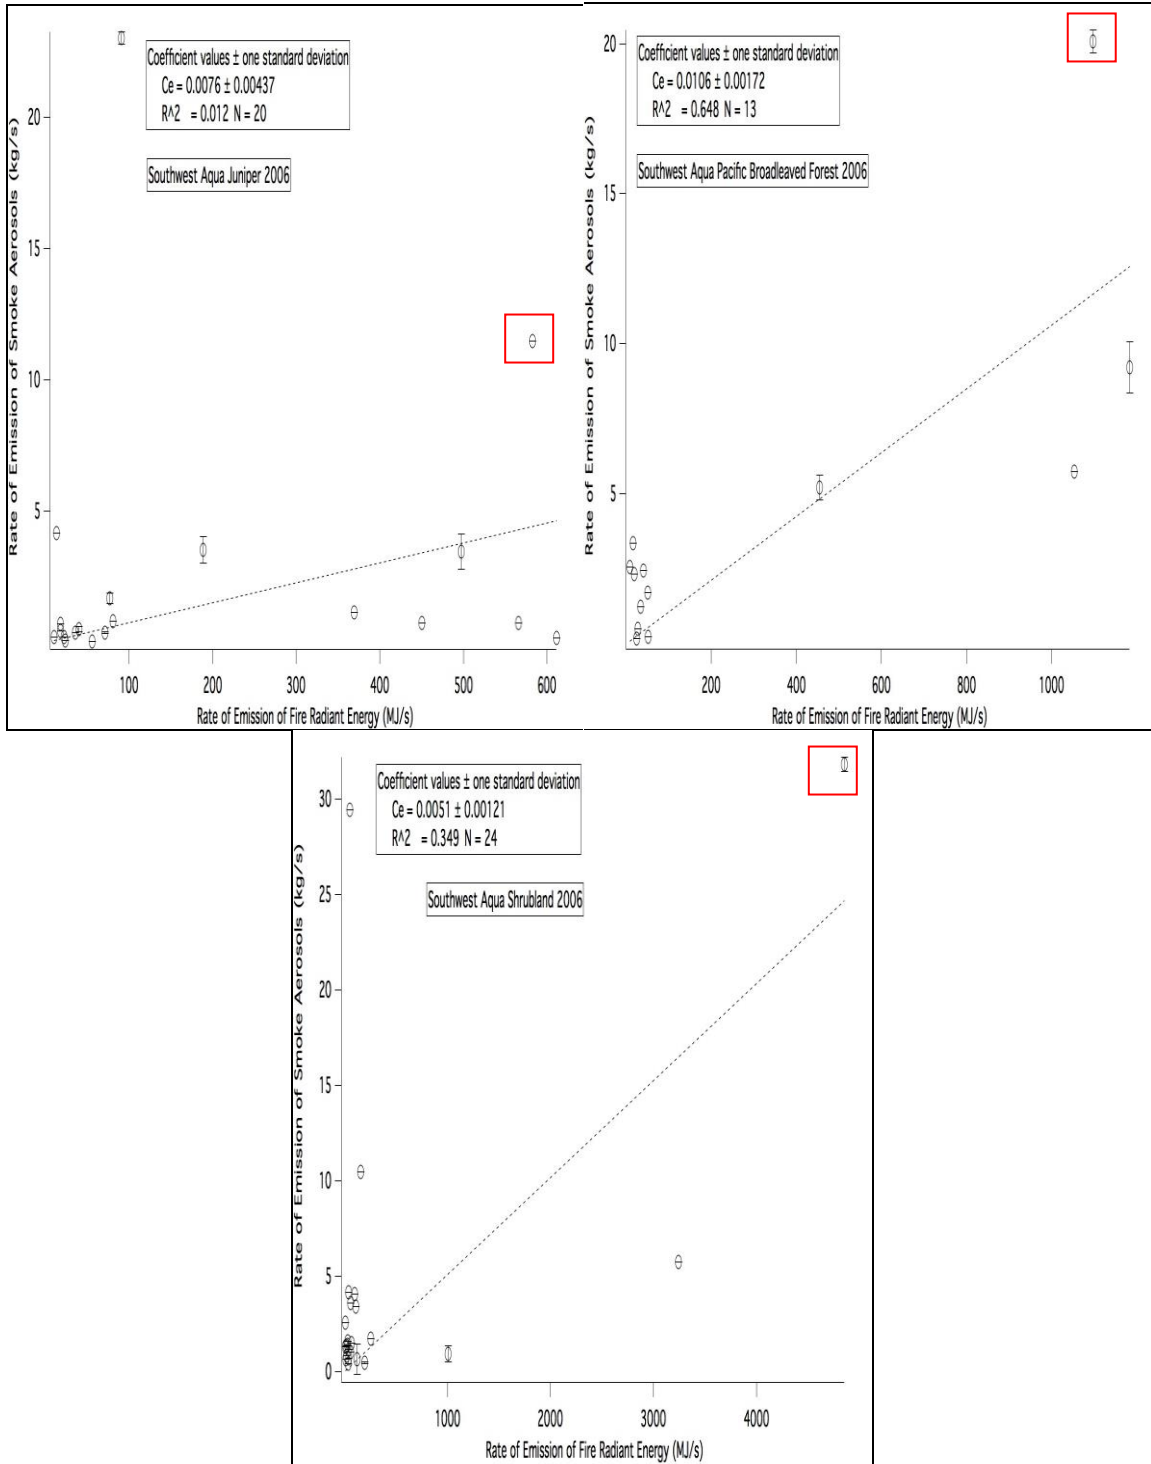 Coefficient values ± one standard deviation
Ce = 0.0076 ± 0.00437
R^2 = 0.012 N = 20
Southwest Aqua Juniper 2006
Rate of Emission of Smoke Aerosols (kg/s)
20
15
10
5
100 200 300 400 500 600
Rate of Emission of Fire Radiant Energy (MJ/s)
Coefficient values ± one standard deviation
Ce = 0.0106 ± 0.00172
R^2 = 0.648 N = 13
Southwest Aqua Pacific Broadleaved Forest 2006
Rate of Emission of Smoke Aerosols (kg/s)
20
15
10
5
200 400 600 800 1000
Rate of Emission of Fire Radiant Energy (MJ/s)
Coefficient values ± one standard deviation
Ce = 0.0051 ± 0.00121
R^2 = 0.349 N = 24
Southwest Aqua Shrubland 2006
Rate of Emission of Smoke Aerosols (kg/s)
30
25
20
15
10
5
0
1000 2000 3000 4000
Rate of Emission of Fire Radiant Energy (MJ/s)